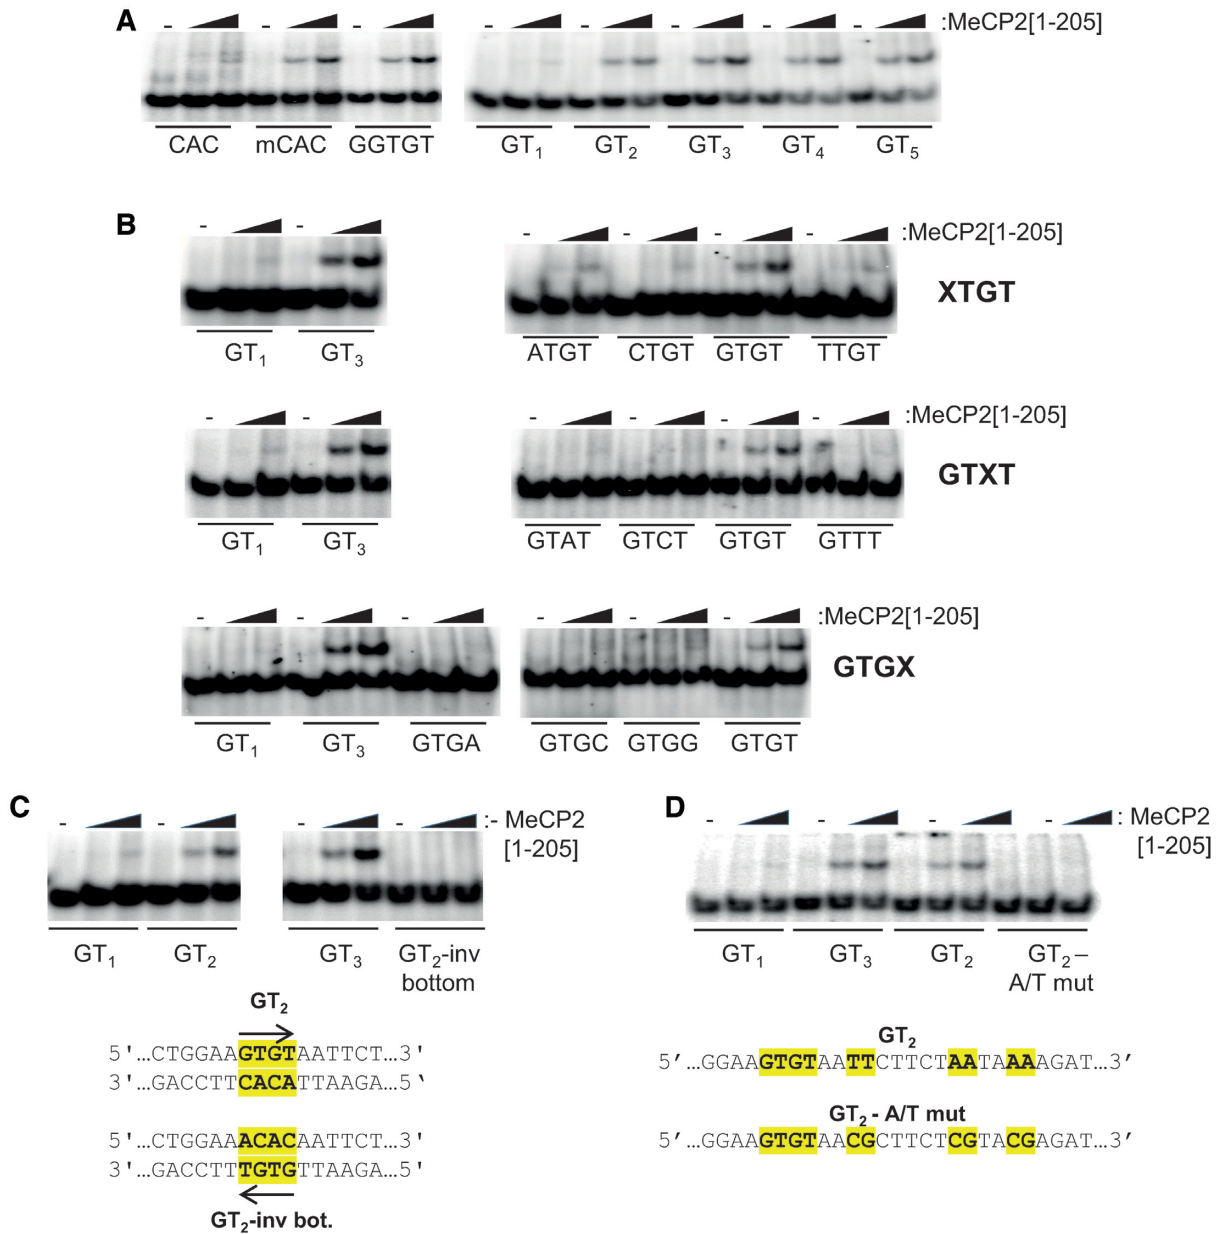 A - - - - - - - - :MeCP2[1-205]
CAC mCAC GGTGT GT1 GT2 GT3 GT4 GT5
B - - - - - - :MeCP2[1-205]
XTGT
GT1 GT3 ATGT CTGT GTGT TTGT
- - - - - - :MeCP2[1-205]
GTXT
GT1 GT3 GTAT GTCT GTGT GTTT
- - - - - - :MeCP2[1-205]
GTGX
GT1 GT3 GTGA GTGC GTGG GTGT
C - - - - :- MeCP2
[1-205]
GT1 GT2 GT3 GT2-inv
bottom
GT2
5'...CTGGAAGTGTAATTCT...3'
3'...GACCTTCACATTAAGA...5‘
5'...CTGGAAACACAATTCT...3'
3'...GACCTTTGTGTTAAGA...5'
GT2-inv bot.
D - - - - : MeCP2
[1-205]
GT1 GT3 GT2 GT2–
A/T mut
GT2
5′...GGAAGTGTAATTCTTCTAATAAAAGAT...3′
GT2 - A/T mut
5′...GGAAGTGTAACGCTTCTCGTACGAGAT...3′